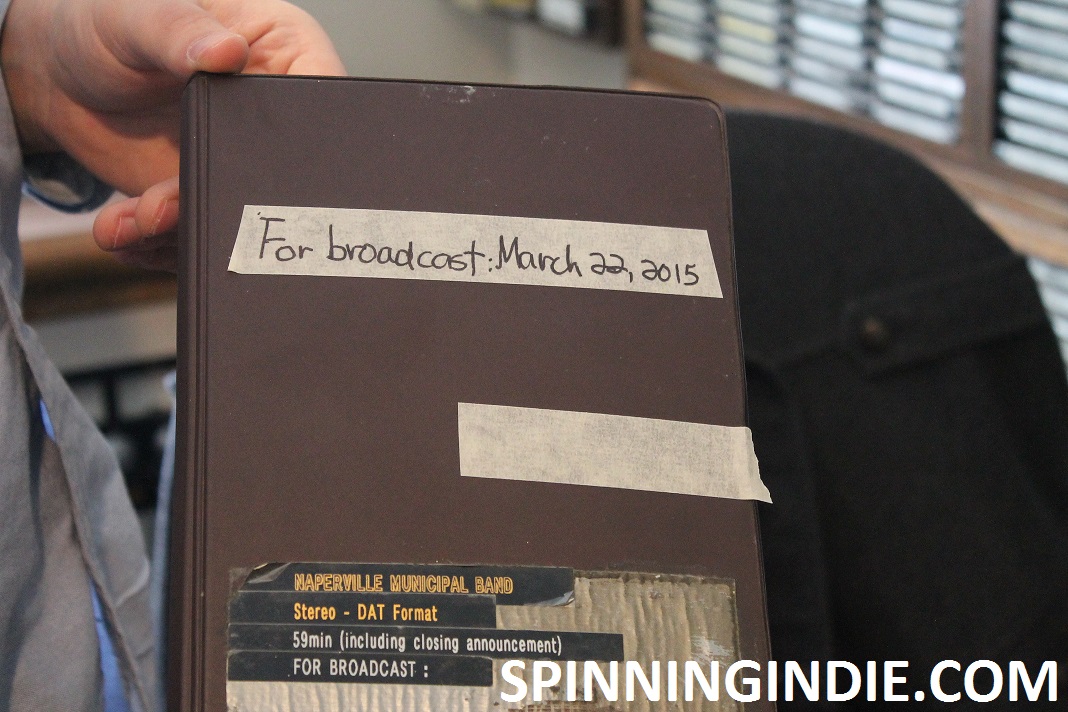 For broadcast: March 22, 2015
NAPERVILLE MUNICIPAL BAND
Stereo - DAT Format
59min (including closing announcement)
FOR BROADCAST :
SPINNINGINDIE.COM